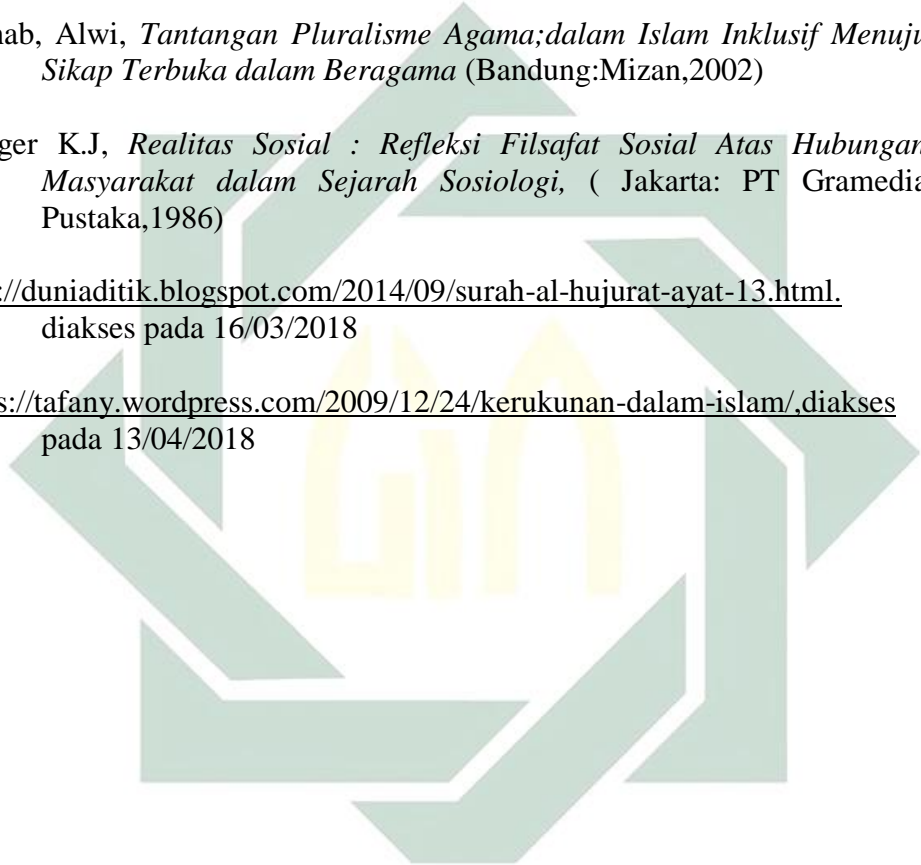 hab, Alwi, Tantangan Pluralisme Agama;dalam Islam Inklusif Menuju
Sikap Terbuka dalam Beragama (Bandung:Mizan,2002)
ger K.J, Realitas Sosial : Refleksi Filsafat Sosial Atas Hubungan
Masyarakat dalam Sejarah Sosiologi, ( Jakarta: PT Gramedia
Pustaka,1986)
://duniaditik.blogspot.com/2014/09/surah-al-hujurat-ayat-13.html.
diakses pada 16/03/2018
s://tafany.wordpress.com/2009/12/24/kerukunan-dalam-islam/,diakses
pada 13/04/2018